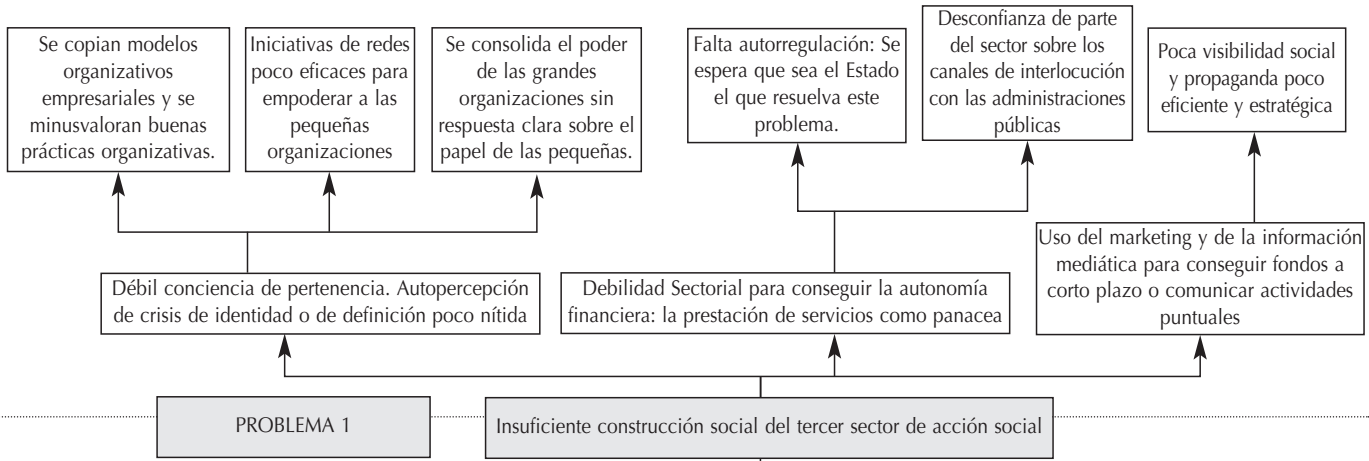 Se copian modelos
organizativos
empresariales y se
minusvaloran buenas
prácticas organizativas.
Iniciativas de redes
poco eficaces para
empoderar a las
pequeñas
organizaciones
Se consolida el poder
de las grandes
organizaciones sin
respuesta clara sobre el
papel de las pequeñas.
Falta autorregulación: Se
espera que sea el Estado
el que resuelva este
problema.
Desconfianza de parte
del sector sobre los
canales de interlocución
con las administraciones
públicas
Poca visibilidad social
y propaganda poco
eficiente y estratégica
Débil conciencia de pertenencia. Autopercepción
de crisis de identidad o de definición poco nítida
Debilidad Sectorial para conseguir la autonomía
financiera: la prestación de servicios como panacea
Uso del marketing y de la información
mediática para conseguir fondos a
corto plazo o comunicar actividades
puntuales
PROBLEMA 1
Insuficiente construcción social del tercer sector de acción social